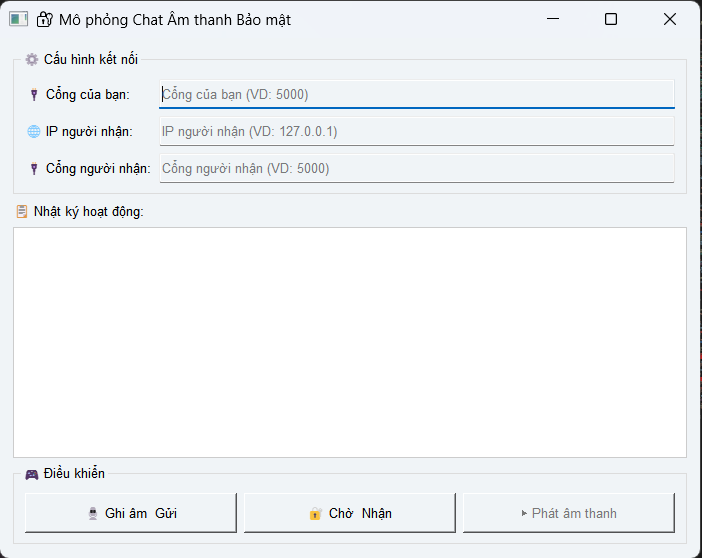 Mô phỏng Chat Âm thanh Bảo mật
Cấu hình kết nối
Cổng của bạn: Cổng của bạn (VD: 5000)
IP người nhận: IP người nhận (VD: 127.0.0.1)
Cổng người nhận: Cổng người nhận (VD: 5000)
Nhật ký hoạt động:
Điều khiển
Ghi âm  Gửi Chờ  Nhận Phát âm thanh